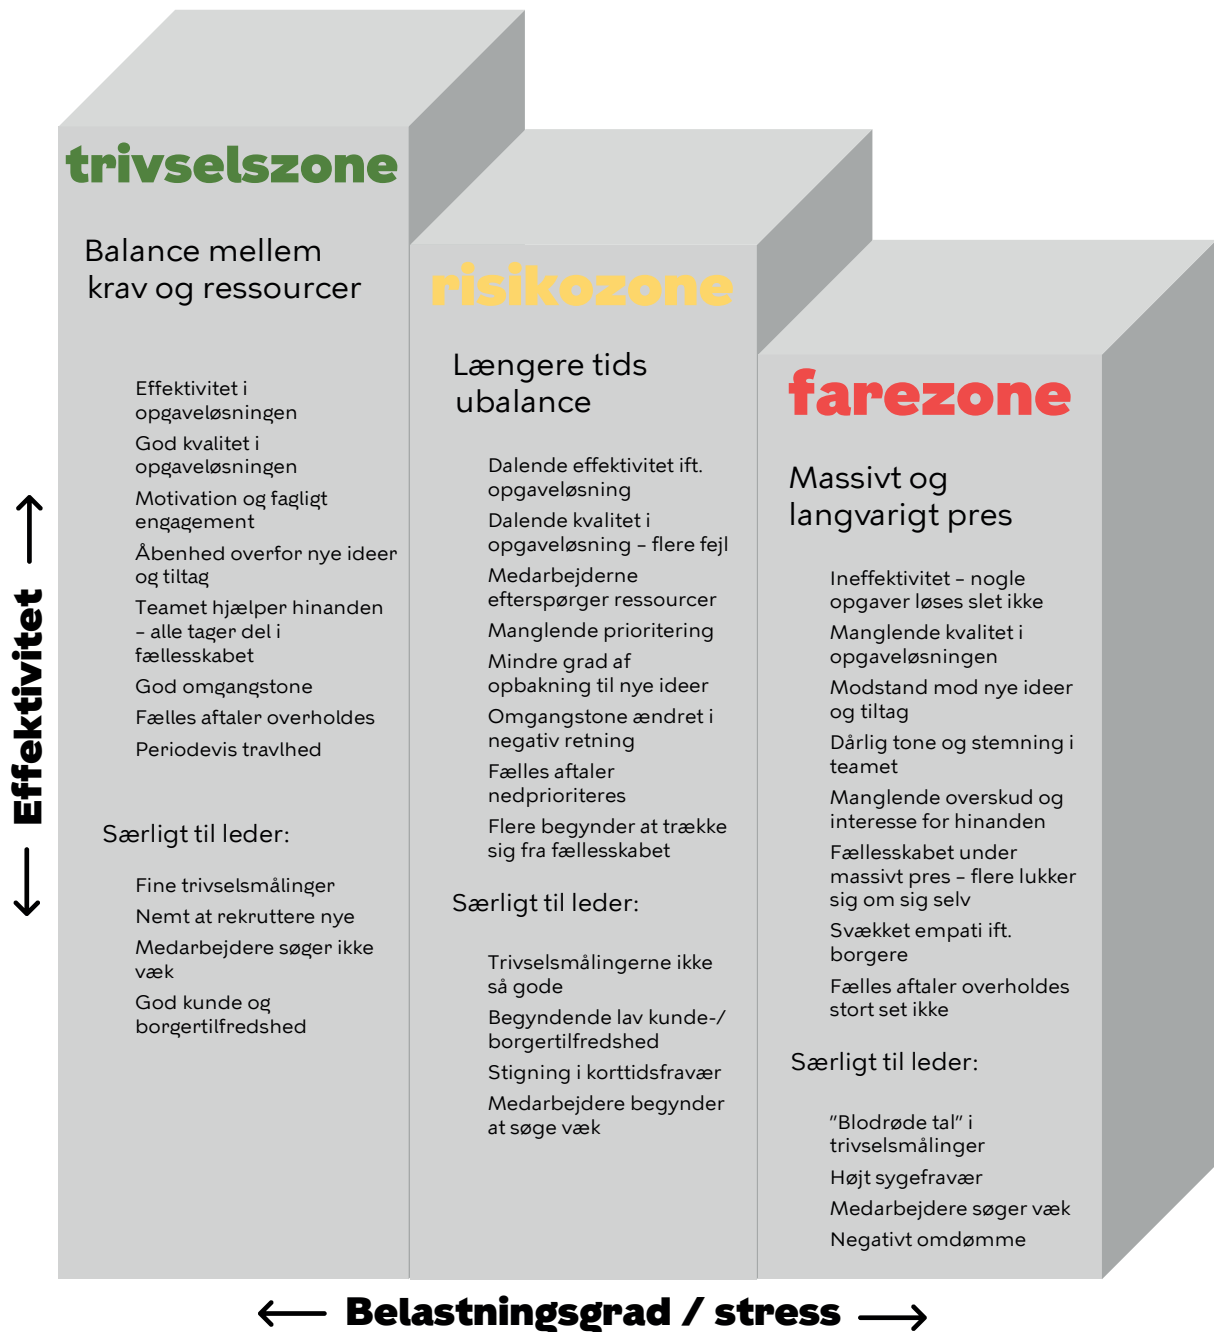 trivselszone
Balance mellem
krav og ressourcer
Effektivitet i
opgaveløsningen
God kvalitet i
opgaveløsningen
Motivation og fagligt
engagement
Åbenhed overfor nye ideer
og tiltag
Teamet hjælper hinanden
– alle tager del i
fællesskabet
God omgangstone
Fælles aftaler overholdes
Periodevis travlhed
Særligt til leder:
Fine trivselsmålinger
Nemt at rekruttere nye
Medarbejdere søger ikke
væk
God kunde og
borgertilfredshed
risikozone
Længere tids
ubalance
Dalende effektivitet ift.
opgaveløsning
Dalende kvalitet i
opgaveløsning – flere fejl
Medarbejderne
efterspørger ressourcer
Manglende prioritering
Mindre grad af
opbakning til nye ideer
Omgangstone ændret i
negativ retning
Fælles aftaler
nedprioriteres
Flere begynder at trække
sig fra fællesskabet
Særligt til leder:
Trivselsmålingerne ikke
så gode
Begyndende lav kunde-/
borgertilfredshed
Stigning i korttidsfravær
Medarbejdere begynder
at søge væk
farezone
Massivt og
langvarigt pres
Ineffektivitet – nogle
opgaver løses slet ikke
Manglende kvalitet i
opgaveløsningen
Modstand mod nye ideer
og tiltag
Dårlig tone og stemning i
teamet
Manglende overskud og
interesse for hinanden
Fællesskabet under
massivt pres – flere lukker
sig om sig selv
Svækket empati ift.
borgere
Fælles aftaler overholdes
stort set ikke
Særligt til leder:
”Blodrøde tal” i
trivselsmålinger
Højt sygefravær
Medarbejdere søger væk
Negativt omdømme
Effektivitet
Belastningsgrad / stress